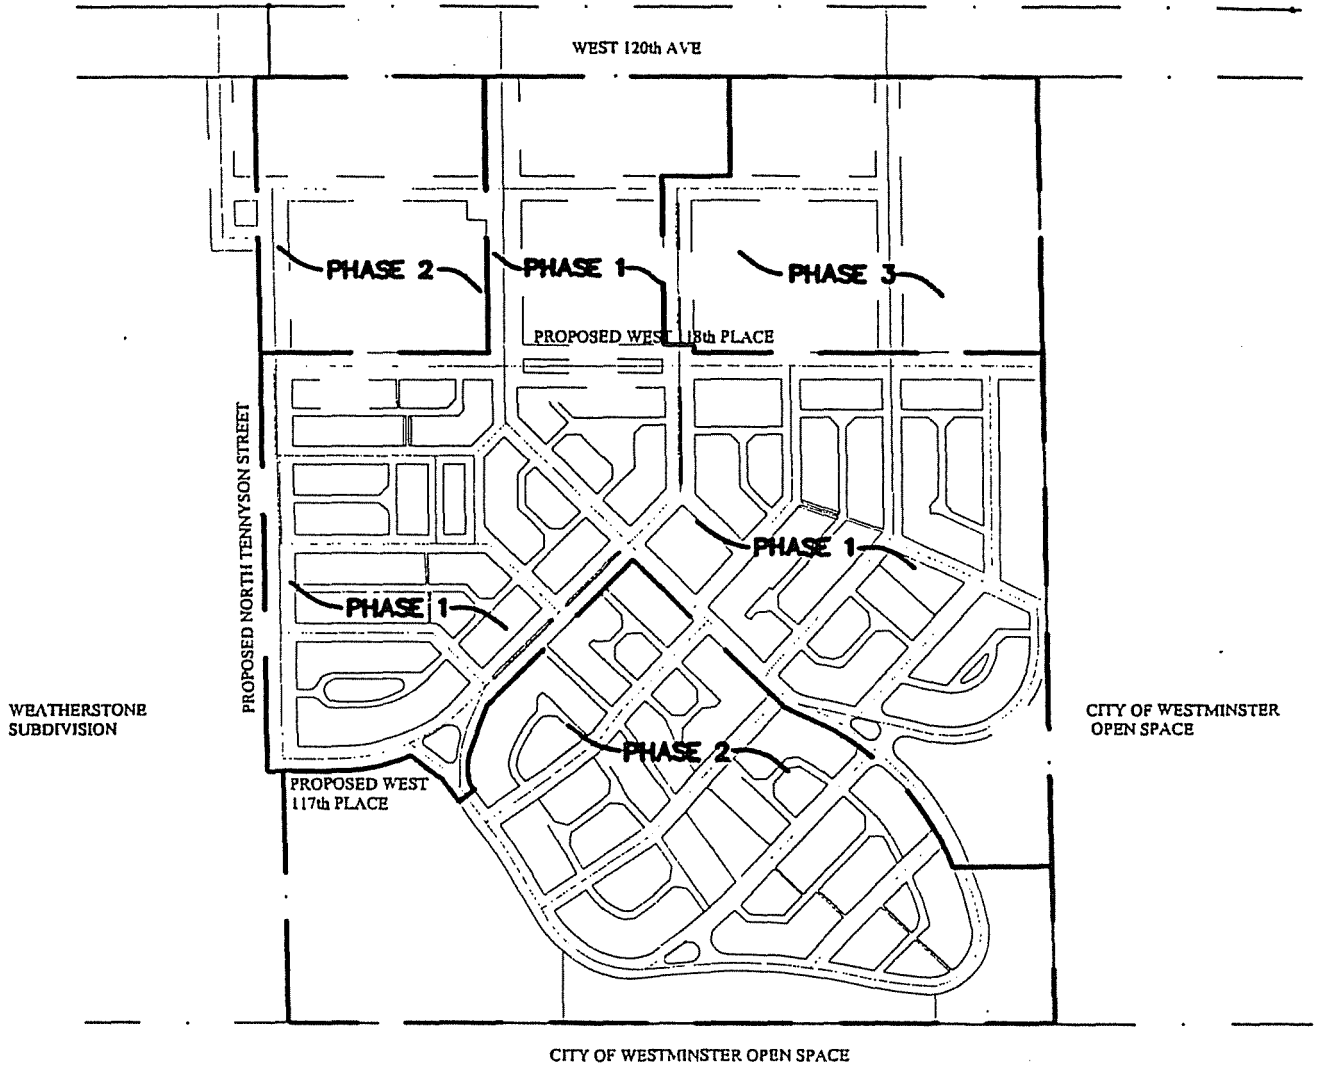 WEST 120th AVE
PHASE 2
PHASE 1
PHASE 3
PROPOSED WEST 118th PLACE
PROPOSED NORTH TENNYSON STREET
PHASE 1
PHASE 1
WEATHERSTONE
SUBDIVISION
CITY OF WESTMINSTER
OPEN SPACE
PHASE 2
PROPOSED WEST
117th PLACE
CITY OF WESTMINSTER OPEN SPACE